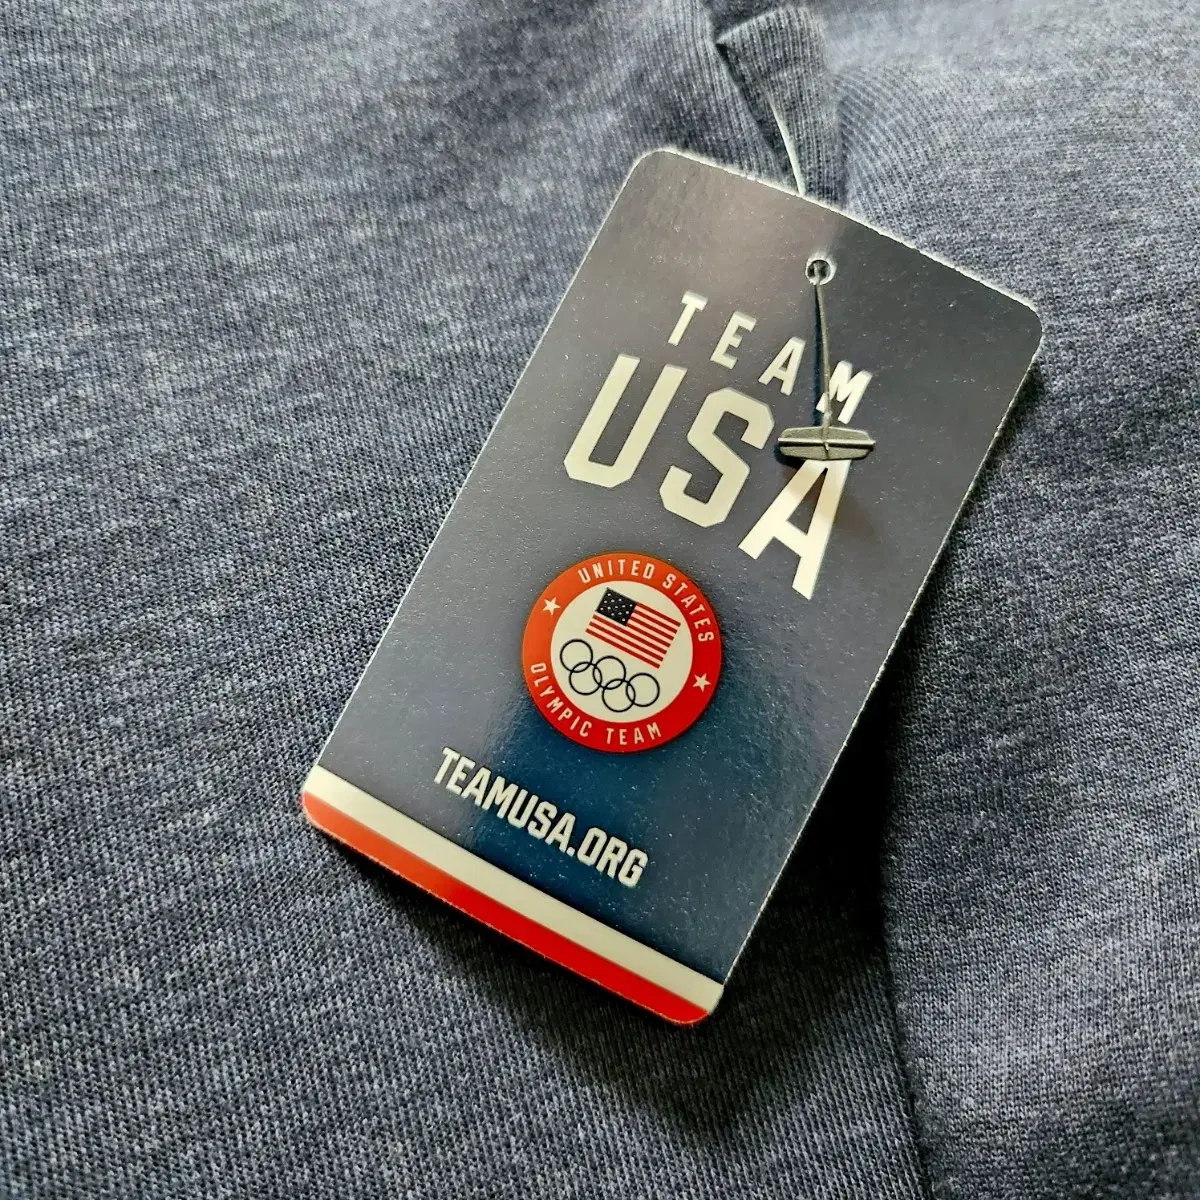 TEAM
USA
UNITED STATES
OLYMPIC TEAM
TEAMUSA.ORG